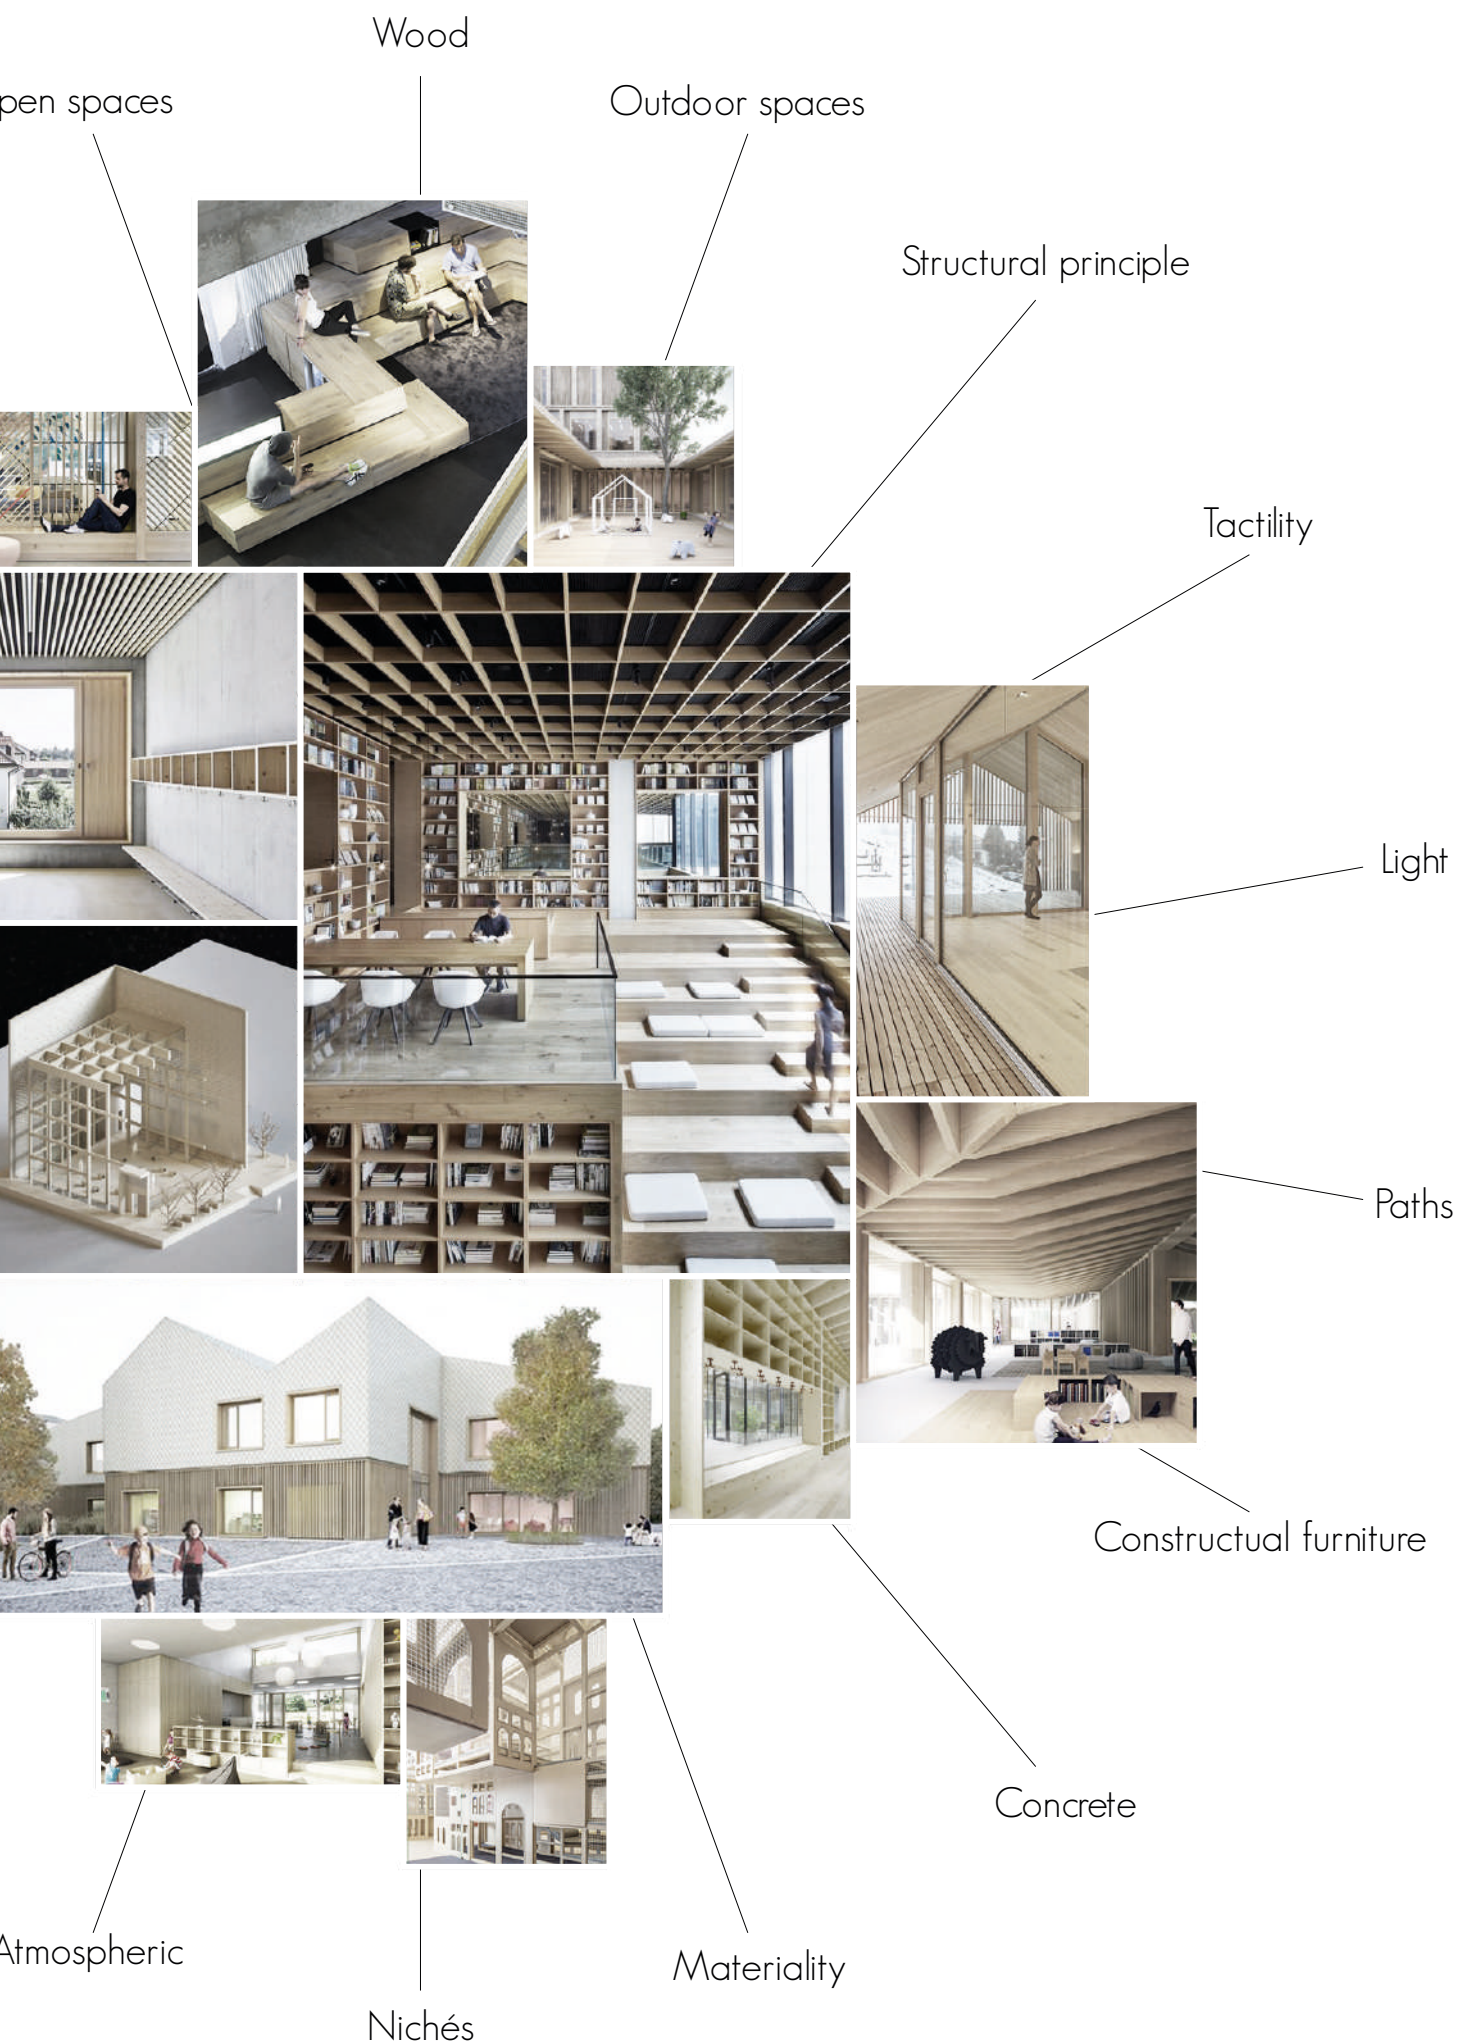 Wood
pen spaces
Outdoor spaces
Structural principle
Tactility
Light
Paths
Constructual furniture
Concrete
Atmospheric
Materiality
Nichés